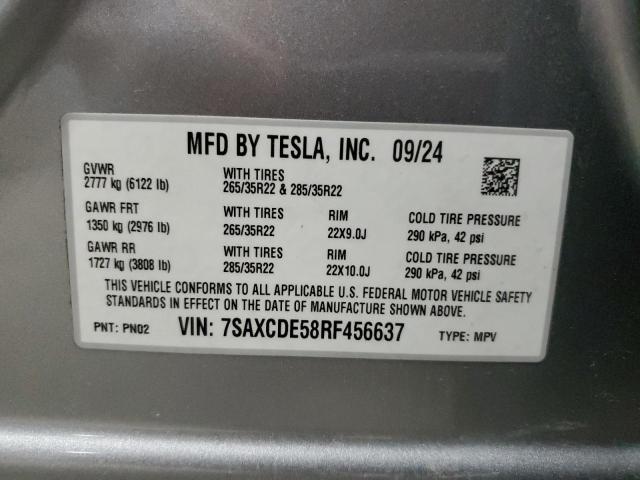 MFD BY TESLA, INC. 09/24
GVWR
2777 kg (6122 lb)
WITH TIRES
265/35R22 & 285/35R22
GAWR FRT
1350 kg (2976 lb)
WITH TIRES
265/35R22
RIM
22X9.0J
COLD TIRE PRESSURE
290 kPa, 42 psi
GAWR RR
1727 kg (3808 lb)
WITH TIRES
285/35R22
RIM
22X10.0J
COLD TIRE PRESSURE
290 kPa, 42 psi
THIS VEHICLE CONFORMS TO ALL APPLICABLE U.S. FEDERAL MOTOR VEHICLE SAFETY
STANDARDS IN EFFECT ON THE DATE OF MANUFACTURE SHOWN ABOVE.
PNT: PN02 VIN: 7SAXCDE58RF456637 TYPE: MPV